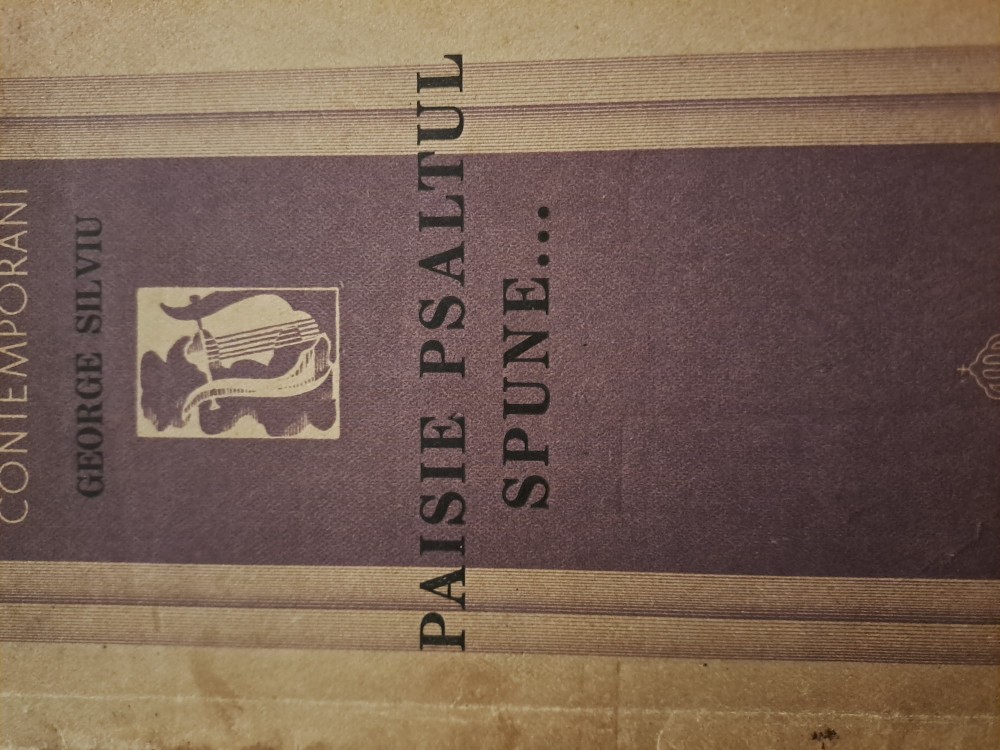 CONTEMPORANI
GEORGE SILVIU
PAISIE PSALTUL
SPUNE...